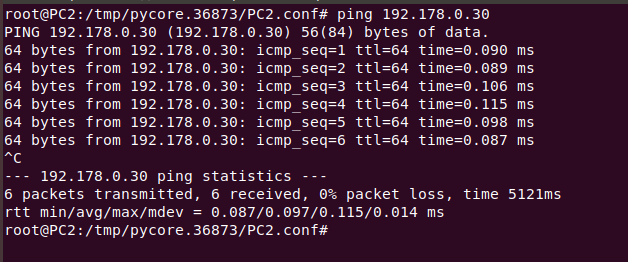 root@PC2:/tmp/pycore.36873/PC2.conf# ping 192.178.0.30
PING 192.178.0.30 (192.178.0.30) 56(84) bytes of data.
64 bytes from 192.178.0.30: icmp_seq=1 ttl=64 time=0.090 ms
64 bytes from 192.178.0.30: icmp_seq=2 ttl=64 time=0.089 ms
64 bytes from 192.178.0.30: icmp_seq=3 ttl=64 time=0.106 ms
64 bytes from 192.178.0.30: icmp_seq=4 ttl=64 time=0.115 ms
64 bytes from 192.178.0.30: icmp_seq=5 ttl=64 time=0.098 ms
64 bytes from 192.178.0.30: icmp_seq=6 ttl=64 time=0.087 ms
^C
--- 192.178.0.30 ping statistics ---
6 packets transmitted, 6 received, 0% packet loss, time 5121ms
rtt min/avg/max/mdev = 0.087/0.097/0.115/0.014 ms
root@PC2:/tmp/pycore.36873/PC2.conf#